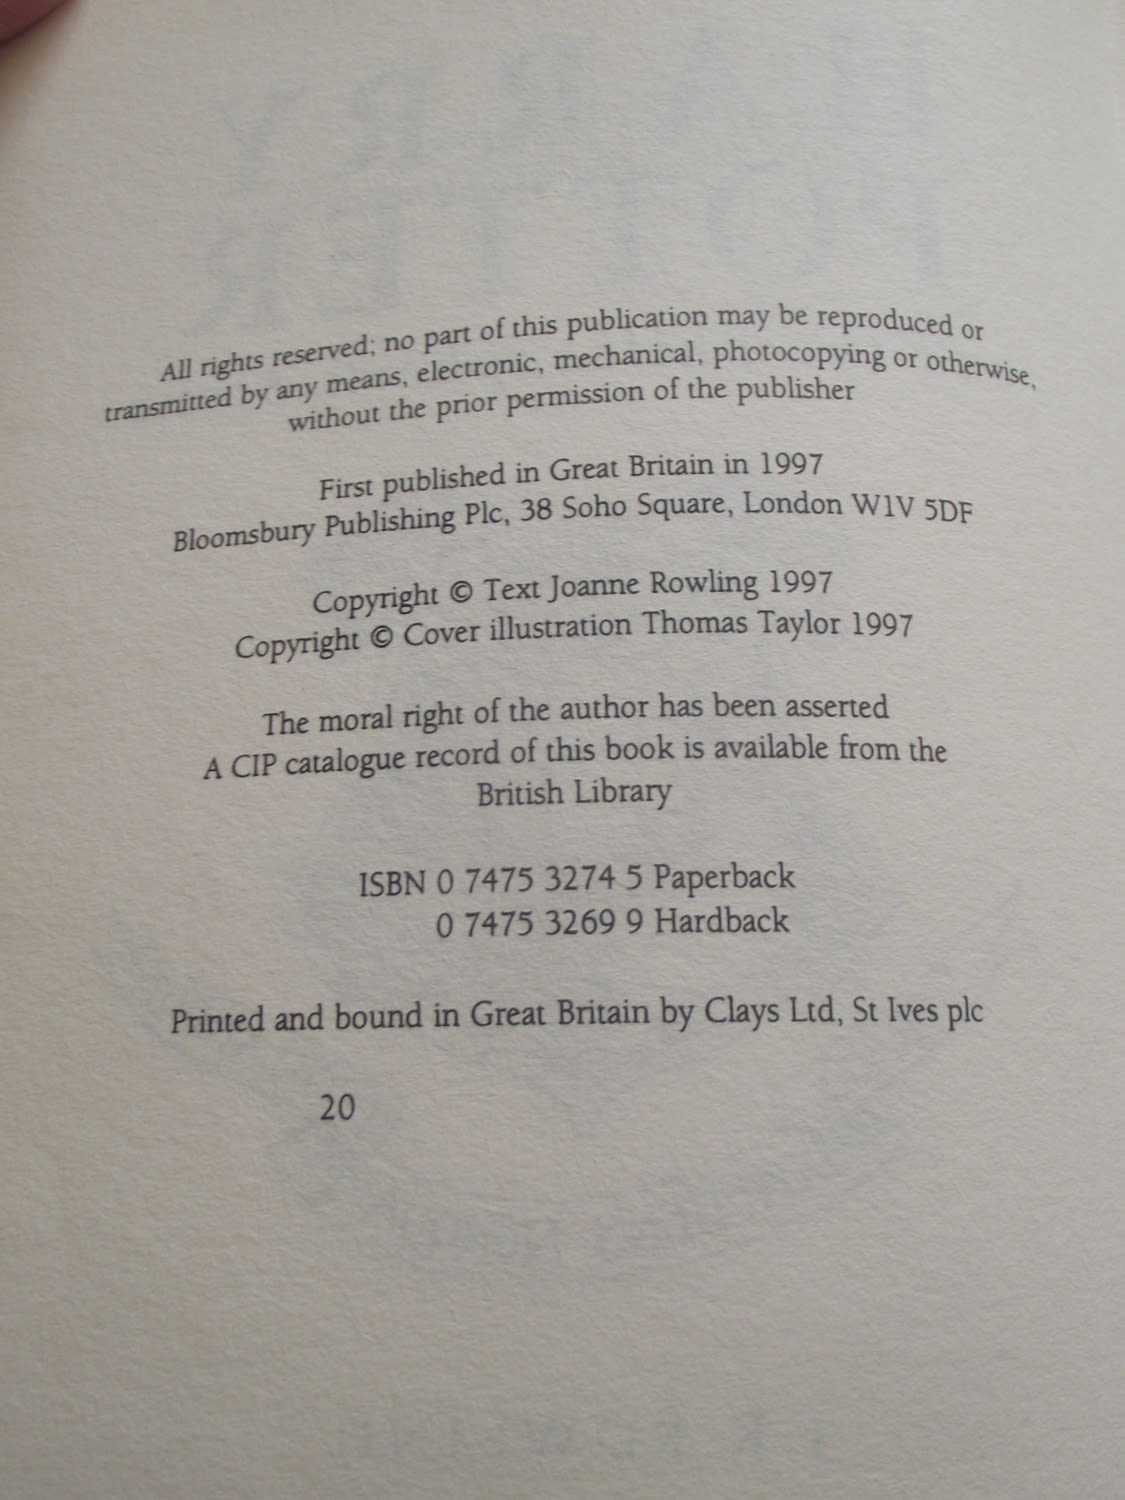 All rights reserved; no part of this publication may be reproduced or
transmitted by any means, electronic, mechanical, photocopying or otherwise,
without the prior permission of the publisher
First published in Great Britain in 1997
Bloomsbury Publishing Plc, 38 Soho Square, London W1V 5DF
Copyright © Text Joanne Rowling 1997
Copyright © Cover illustration Thomas Taylor 1997
The moral right of the author has been asserted
A CIP catalogue record of this book is available from the
British Library
ISBN 0 7475 3274 5 Paperback
0 7475 3269 9 Hardback
Printed and bound in Great Britain by Clays Ltd, St Ives plc
20